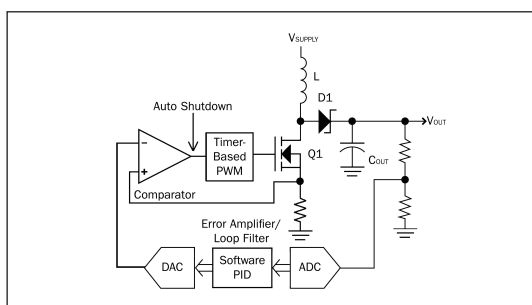 VSUPPLY
L
D1
Auto Shutdown
VOUT
−
Timer-
Based
PWM
Q1
COUT
+
Comparator
Error Amplifier/
Loop Filter
DAC
Software
PID
ADC